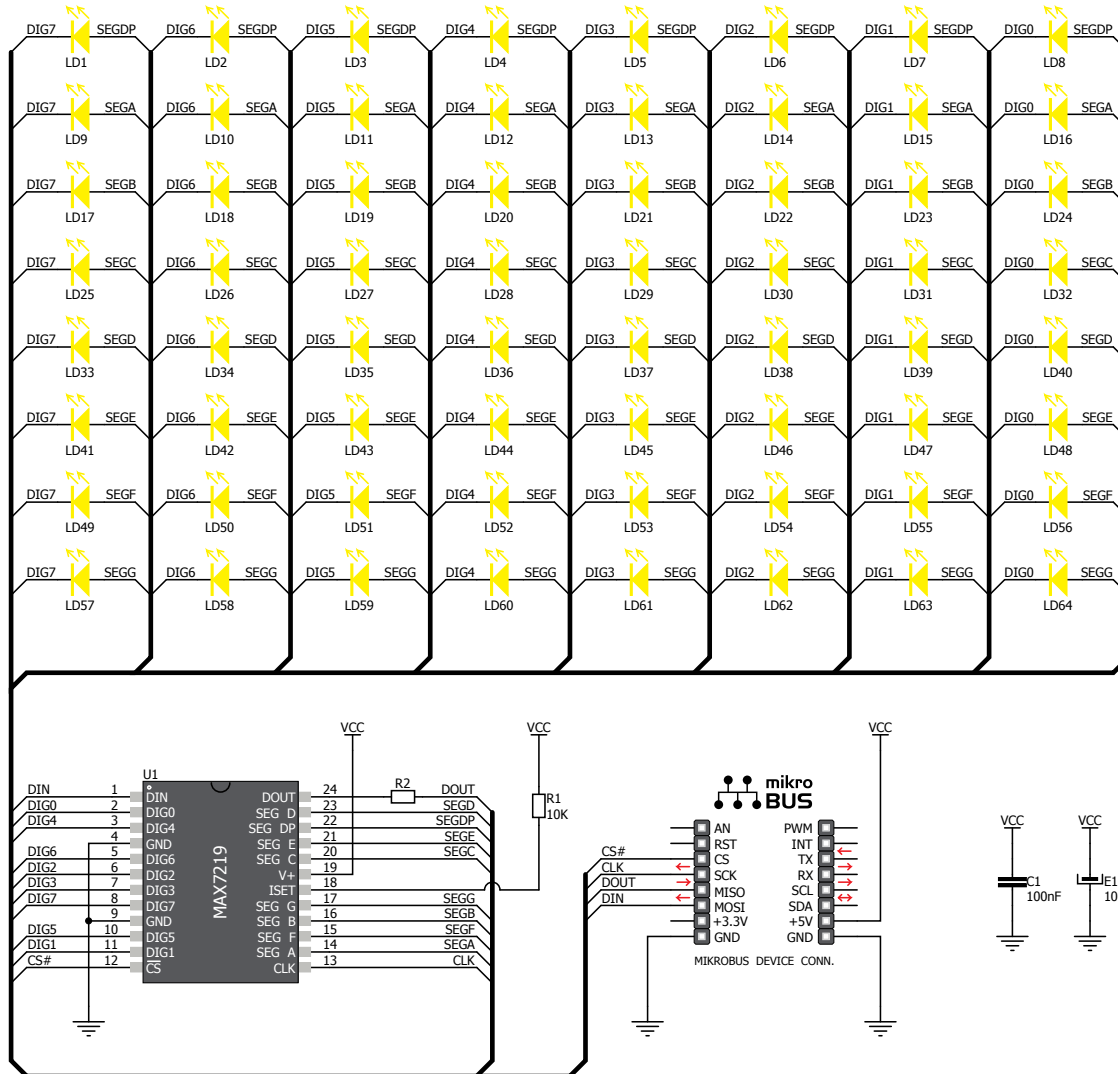 DIG7 SEGDP DIG6 SEGDP DIG5 SEGDP DIG4 SEGDP DIG3 SEGDP DIG2 SEGDP DIG1 SEGDP DIG0 SEGDP
LD1 LD2 LD3 LD4 LD5 LD6 LD7 LD8
DIG7 SEGA DIG6 SEGA DIG5 SEGA DIG4 SEGA DIG3 SEGA DIG2 SEGA DIG1 SEGA DIG0 SEGA
LD9 LD10 LD11 LD12 LD13 LD14 LD15 LD16
DIG7 SEGB DIG6 SEGB DIG5 SEGB DIG4 SEGB DIG3 SEGB DIG2 SEGB DIG1 SEGB DIG0 SEGB
LD17 LD18 LD19 LD20 LD21 LD22 LD23 LD24
DIG7 SEGC DIG6 SEGC DIG5 SEGC DIG4 SEGC DIG3 SEGC DIG2 SEGC DIG1 SEGC DIG0 SEGC
LD25 LD26 LD27 LD28 LD29 LD30 LD31 LD32
DIG7 SEGD DIG6 SEGD DIG5 SEGD DIG4 SEGD DIG3 SEGD DIG2 SEGD DIG1 SEGD DIG0 SEGD
LD33 LD34 LD35 LD36 LD37 LD38 LD39 LD40
DIG7 SEGE DIG6 SEGE DIG5 SEGE DIG4 SEGE DIG3 SEGE DIG2 SEGE DIG1 SEGE DIG0 SEGE
LD41 LD42 LD43 LD44 LD45 LD46 LD47 LD48
DIG7 SEGF DIG6 SEGF DIG5 SEGF DIG4 SEGF DIG3 SEGF DIG2 SEGF DIG1 SEGF DIG0 SEGF
LD49 LD50 LD51 LD52 LD53 LD54 LD55 LD56
DIG7 SEGG DIG6 SEGG DIG5 SEGG DIG4 SEGG DIG3 SEGG DIG2 SEGG DIG1 SEGG DIG0 SEGG
LD57 LD58 LD59 LD60 LD61 LD62 LD63 LD64
VCC VCC VCC
U1
DIN 1 DIN DOUT 24 R2 DOUT
DIG0 2 DIG0 SEG D 23 SEGD
DIG4 3 DIG4 SEG DP 22 SEGDP
4 GND SEG E 21 SEGE
DIG6 5 DIG6 SEG C 20 SEGC
DIG2 6 DIG2 V+ 19
DIG3 7 DIG3 ISET 18
DIG7 8 DIG7 SEG G 17 SEGG
9 GND SEG B 16 SEGB
DIG5 10 DIG5 SEG F 15 SEGF
DIG1 11 DIG1 SEG A 14 SEGA
CS# 12 CS CLK 13 CLK
MAX7219
R1
10K
mikro
BUS
AN PWM
RST INT
CS# CS TX
CLK SCK RX
DOUT MISO SCL
DIN MOSI SDA
+3.3V +5V
GND GND
MIKROBUS DEVICE CONN.
VCC VCC
C1 E1
100nF 10